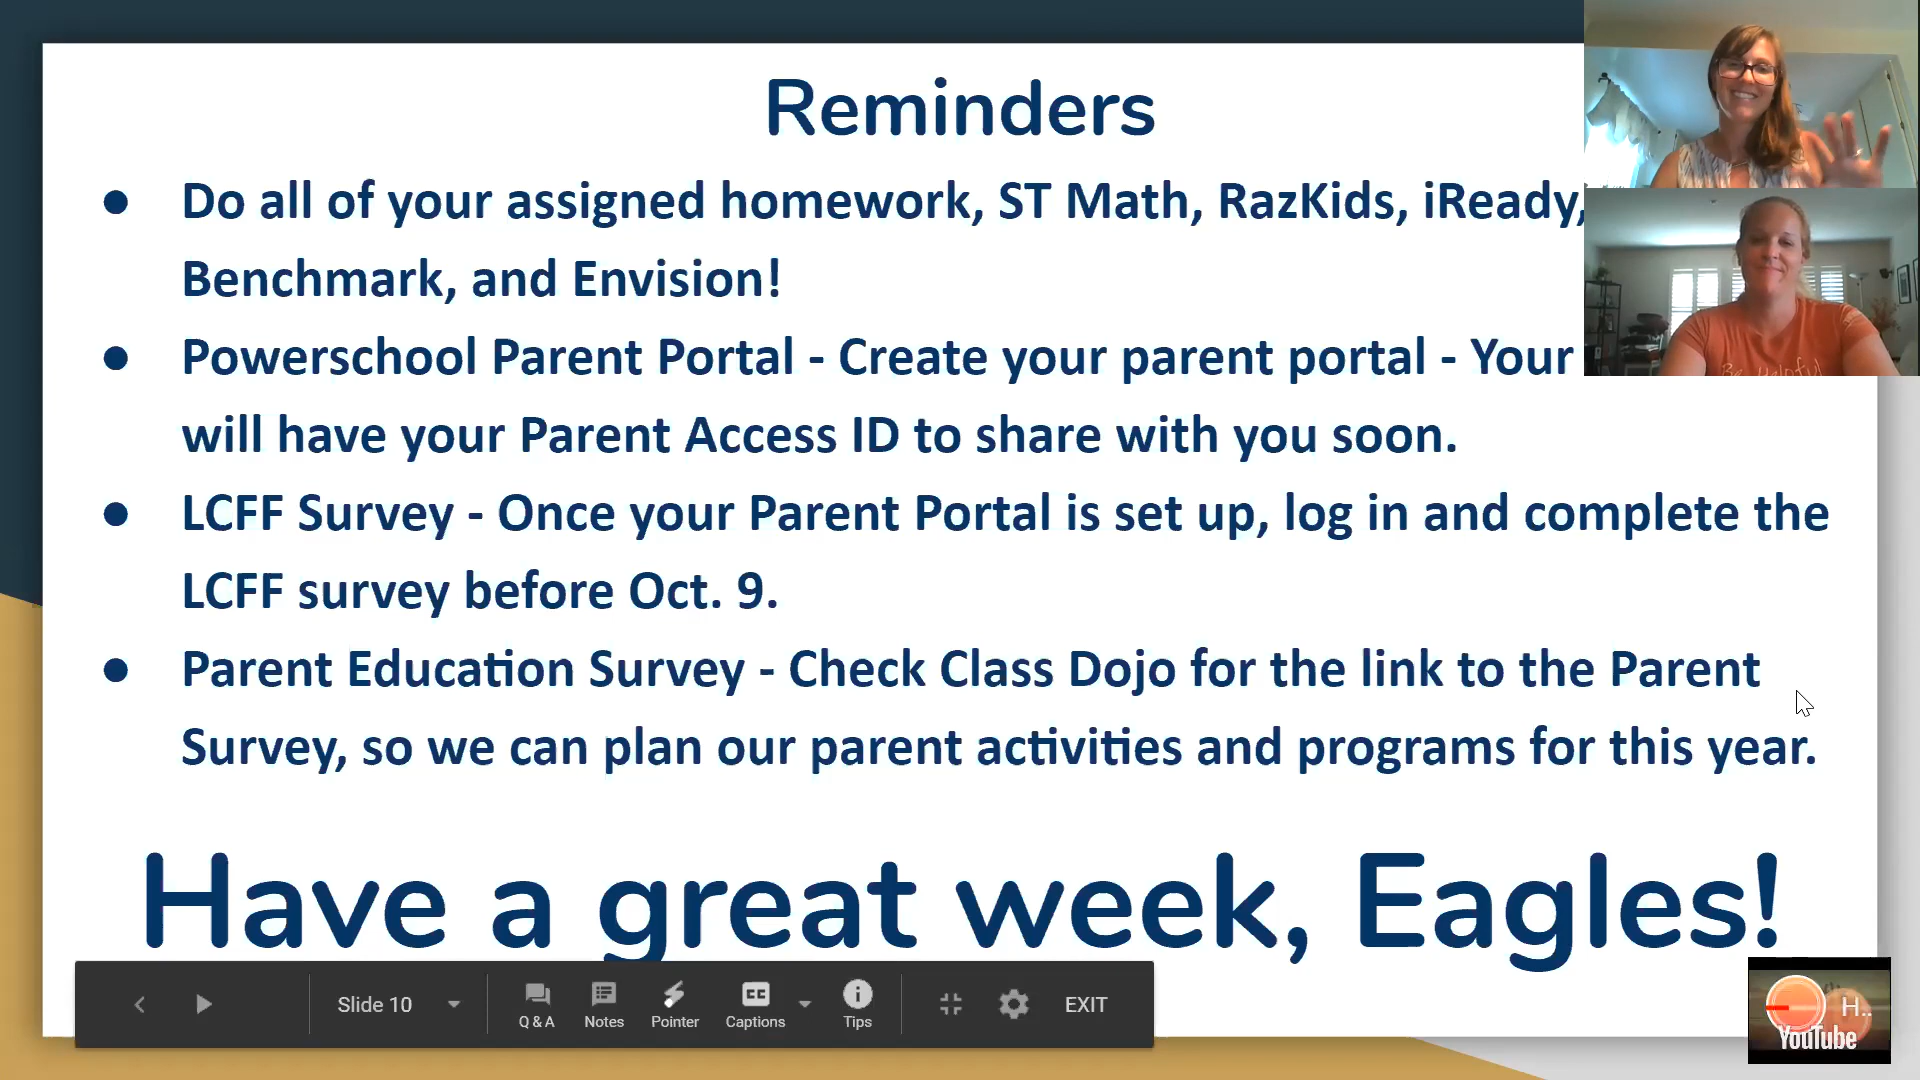 Reminders
● Do all of your assigned homework, ST Math, RazKids, iReady,
Benchmark, and Envision!
● Powerschool Parent Portal - Create your parent portal - Your
will have your Parent Access ID to share with you soon.
● LCFF Survey - Once your Parent Portal is set up, log in and complete the
LCFF survey before Oct. 9.
● Parent Education Survey - Check Class Dojo for the link to the Parent
Survey, so we can plan our parent activities and programs for this year.
Have a great week, Eagles!
Be Helpful
Slide 10
Q & A
Notes
Pointer
CC
Captions
Tips
EXIT
H..
YouTube